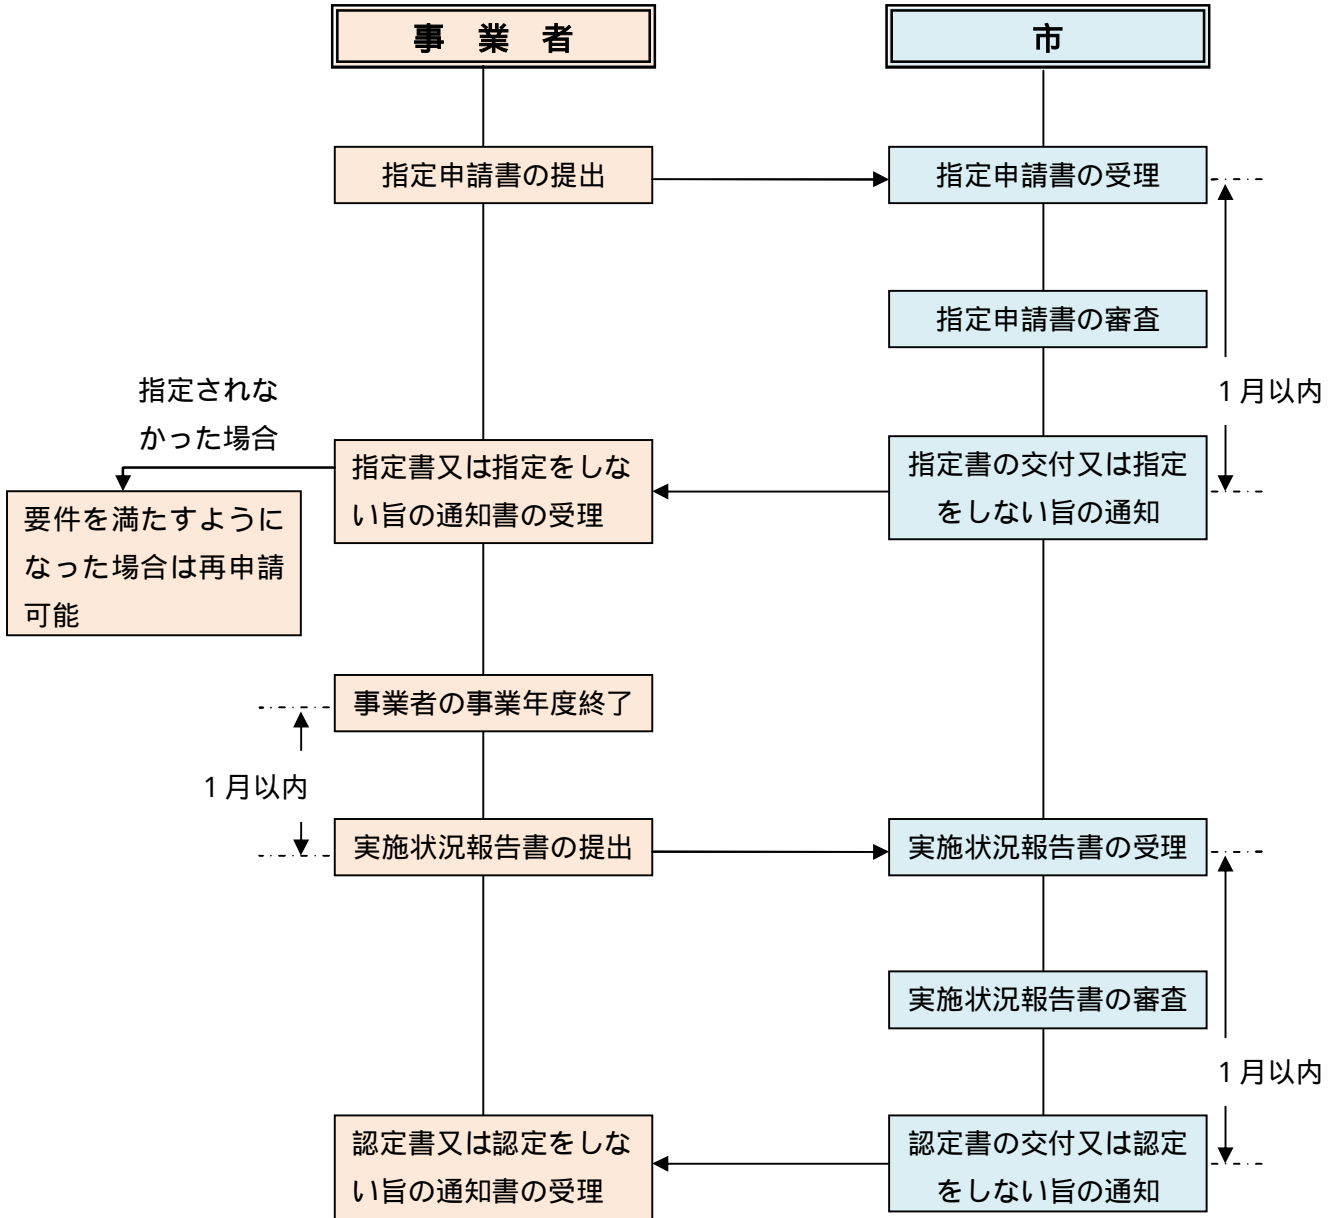 事 業 者
市
指定申請書の提出
指定申請書の受理
指定申請書の審査
1月以内
指定されな
かった場合
指定書又は指定をしな
い旨の通知書の受理
指定書の交付又は指定
をしない旨の通知
要件を満たすように
なった場合は再申請
可能
事業者の事業年度終了
1月以内
実施状況報告書の提出
実施状況報告書の受理
実施状況報告書の審査
1月以内
認定書又は認定をしな
い旨の通知書の受理
認定書の交付又は認定
をしない旨の通知